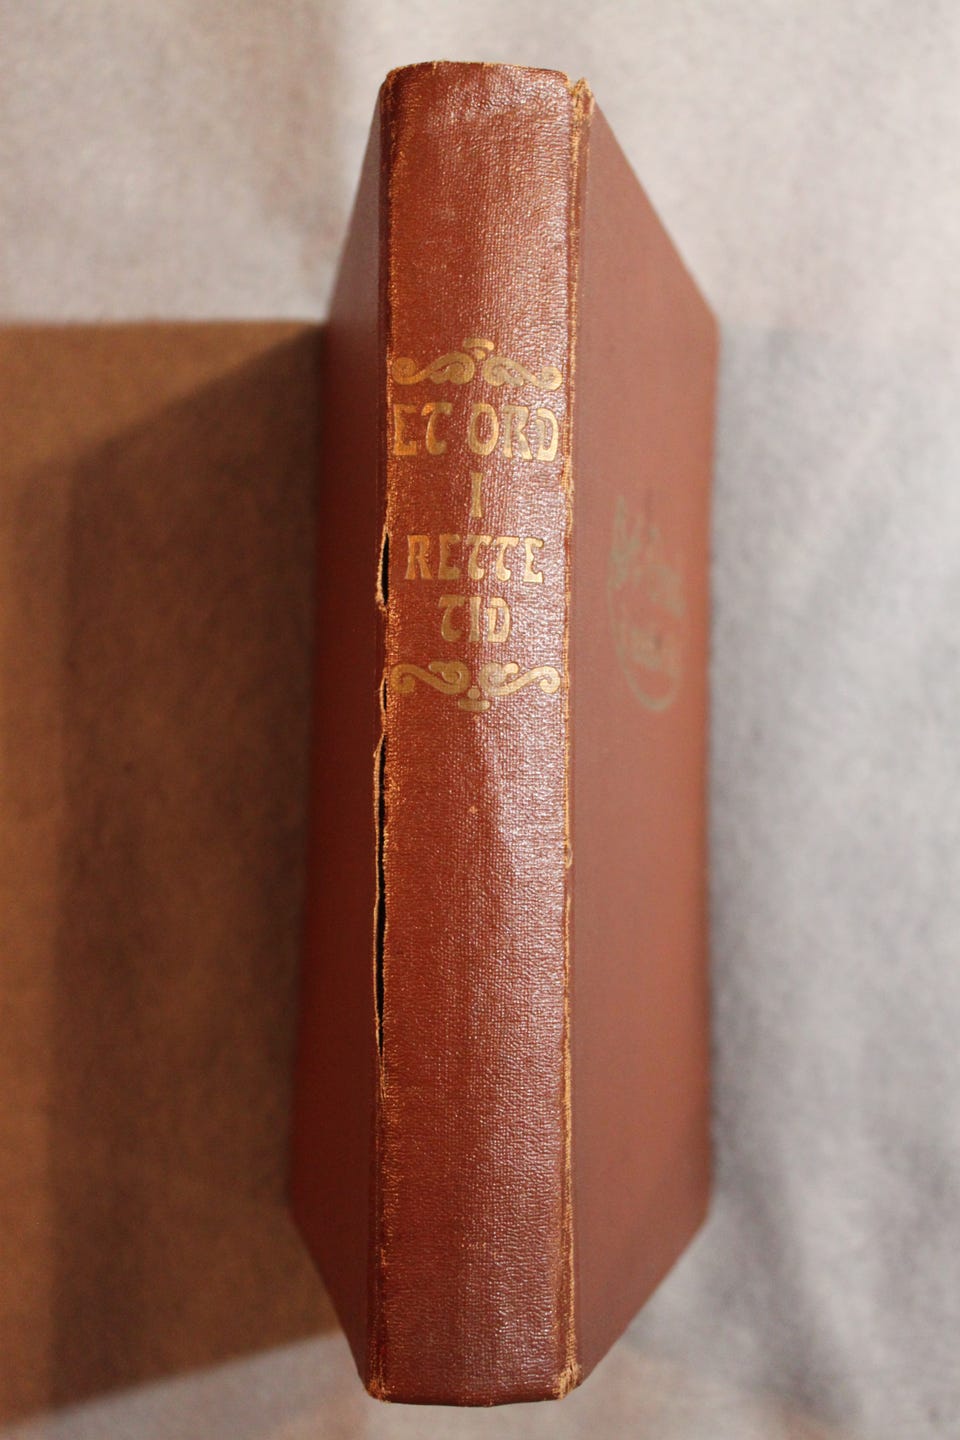 ET ORD
I
RETTE
TID